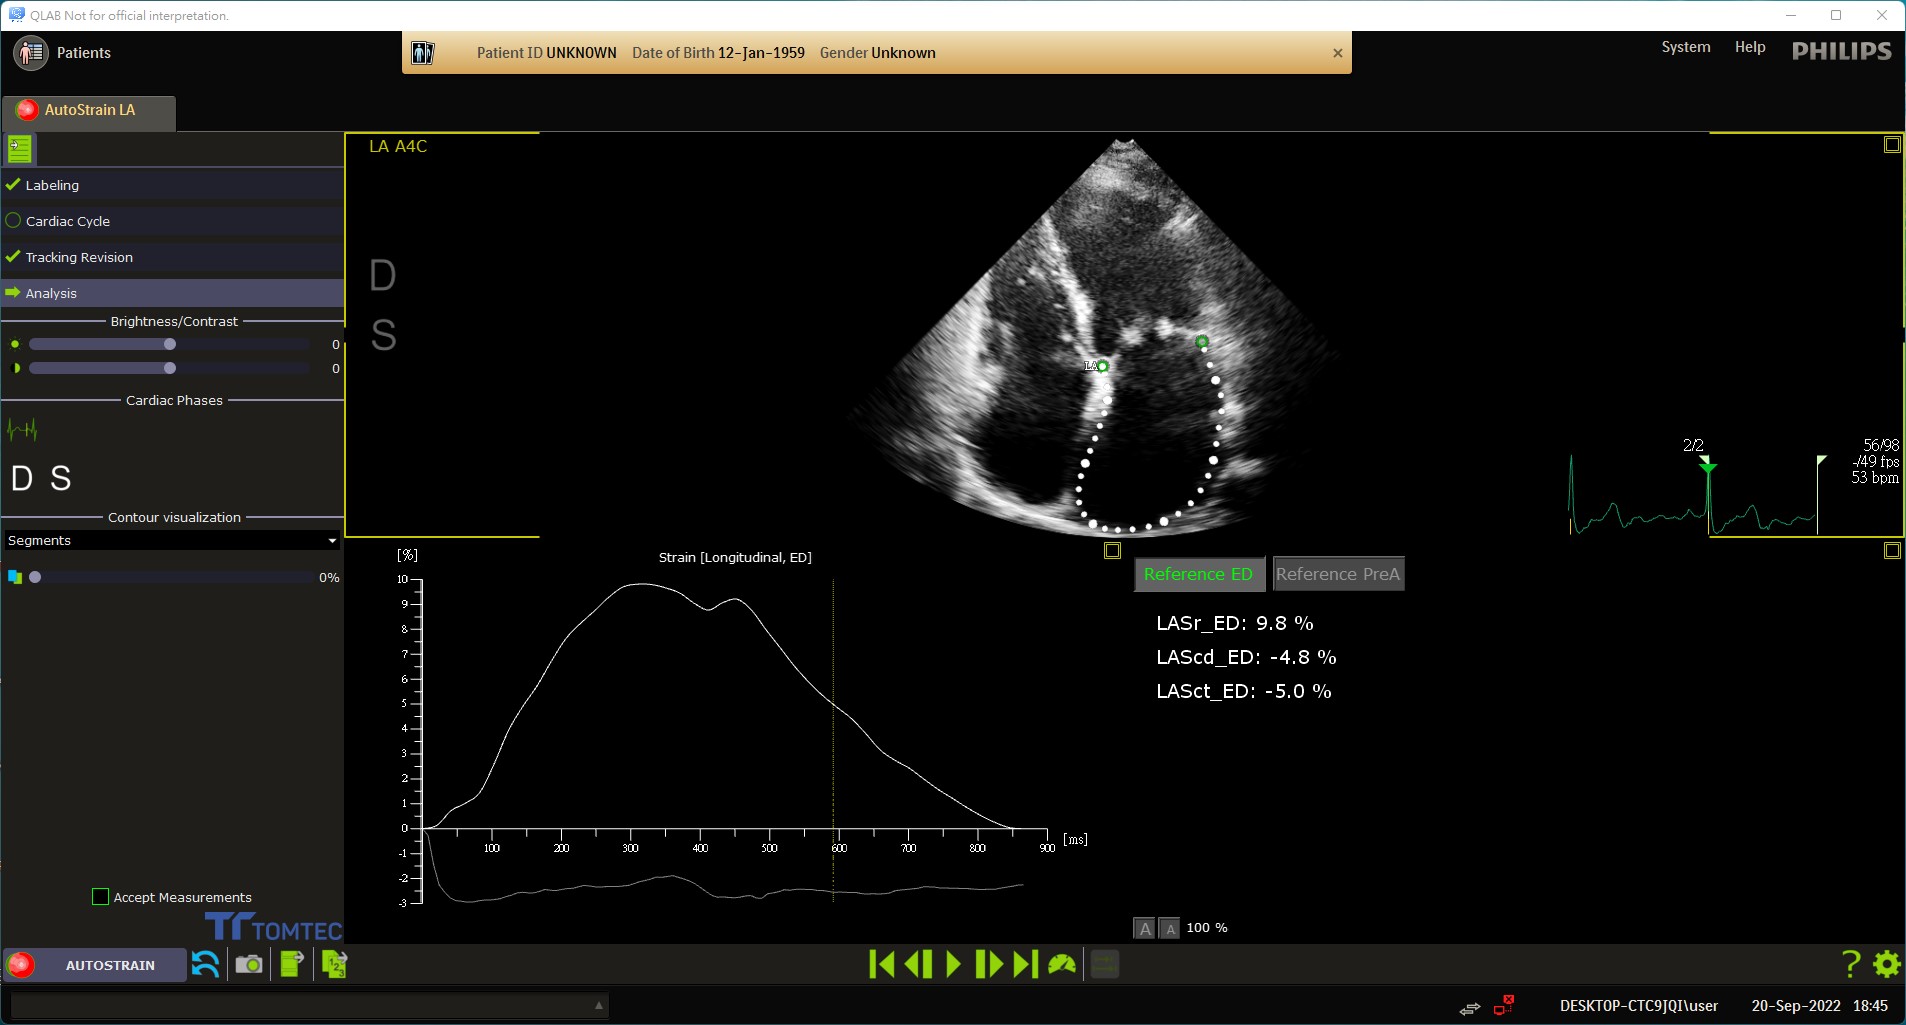 QLAB Not for official interpretation.
Patients
Patient ID UNKNOWN Date of Birth 12-Jan-1959 Gender Unknown
System Help PHILIPS
AutoStrain LA
Labeling
Cardiac Cycle
Tracking Revision
Analysis
Brightness/Contrast
0
0
Cardiac Phases
D S
Contour visualization
Segments
0%
Accept Measurements
TOMTEC
LA A4C
D
S
LA
2/2
56/98
-/49 fps
53 bpm
[%]
Strain [Longitudinal, ED]
10
9
8
7
6
5
4
3
2
1
0
-1
-2
-3
100 200 300 400 500 600 700 800 900 [ms]
Reference ED Reference PreA
LASr_ED: 9.8 %
LAScd_ED: -4.8 %
LASct_ED: -5.0 %
A A 100 %
AUTOSTRAIN
1 2 3
?
DESKTOP-CTC9JQI\user 20-Sep-2022 18:45